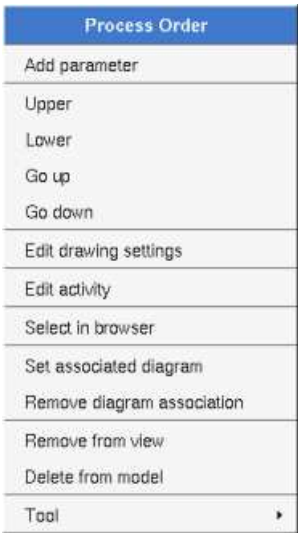 Process Order
Add parameter
Upper
Lower
Go up
Go down
Edit drawing settings
Edit activity
Select in browser
Set associated diagram
Remove diagram association
Remove from view
Delete from model
Tool